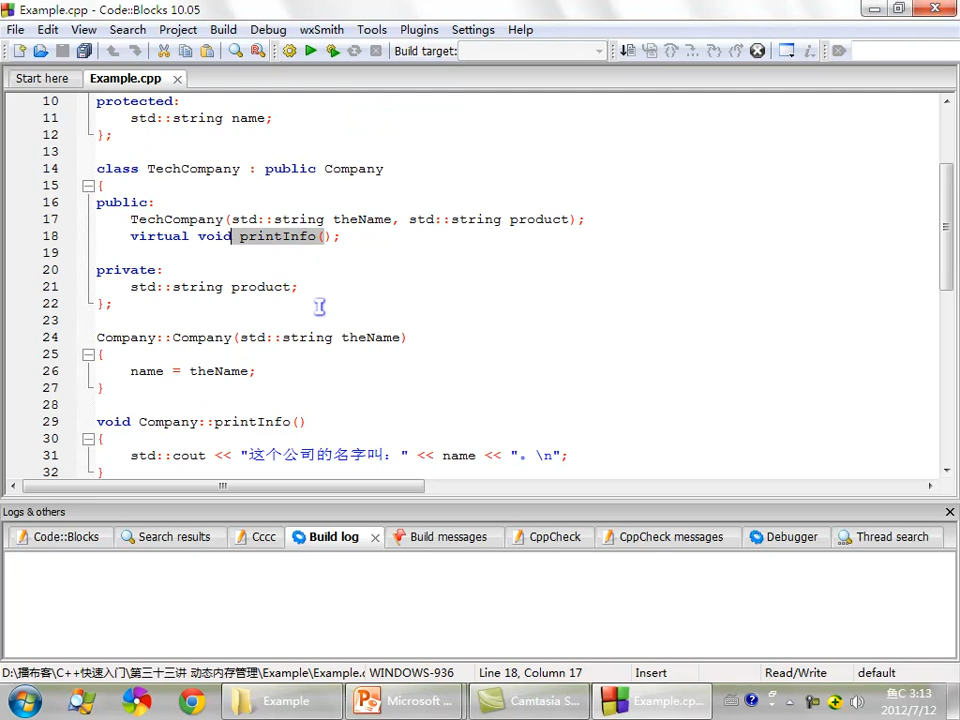 Example.cpp - Code::Blocks 10.05
File Edit View Search Project Build Debug wxSmith Tools Plugins Settings Help
Build target:
Start here Example.cpp
10 protected:
11 std::string name;
12 };
13
14 class TechCompany : public Company
15 {
16 public:
17 TechCompany(std::string theName, std::string product);
18 virtual void printInfo();
19
20 private:
21 std::string product;
22 };
23
24 Company::Company(std::string theName)
25 {
26 name = theName;
27 }
28
29 void Company::printInfo()
30 {
31 std::cout << "这个公司的名字叫：" << name << "。\n";
32 }
Logs & others
Code::Blocks Search results Cccc Build log Build messages CppCheck CppCheck messages Debugger Thread search
D:\播布客\C++快速入门\第三十三讲 动态内存管理\Example\Example.c WINDOWS-936 Line 18, Column 17 Insert Read/Write default
Example Microsoft ... Camtasia S... Example.cp... 鱼C 3:13
2012/7/12